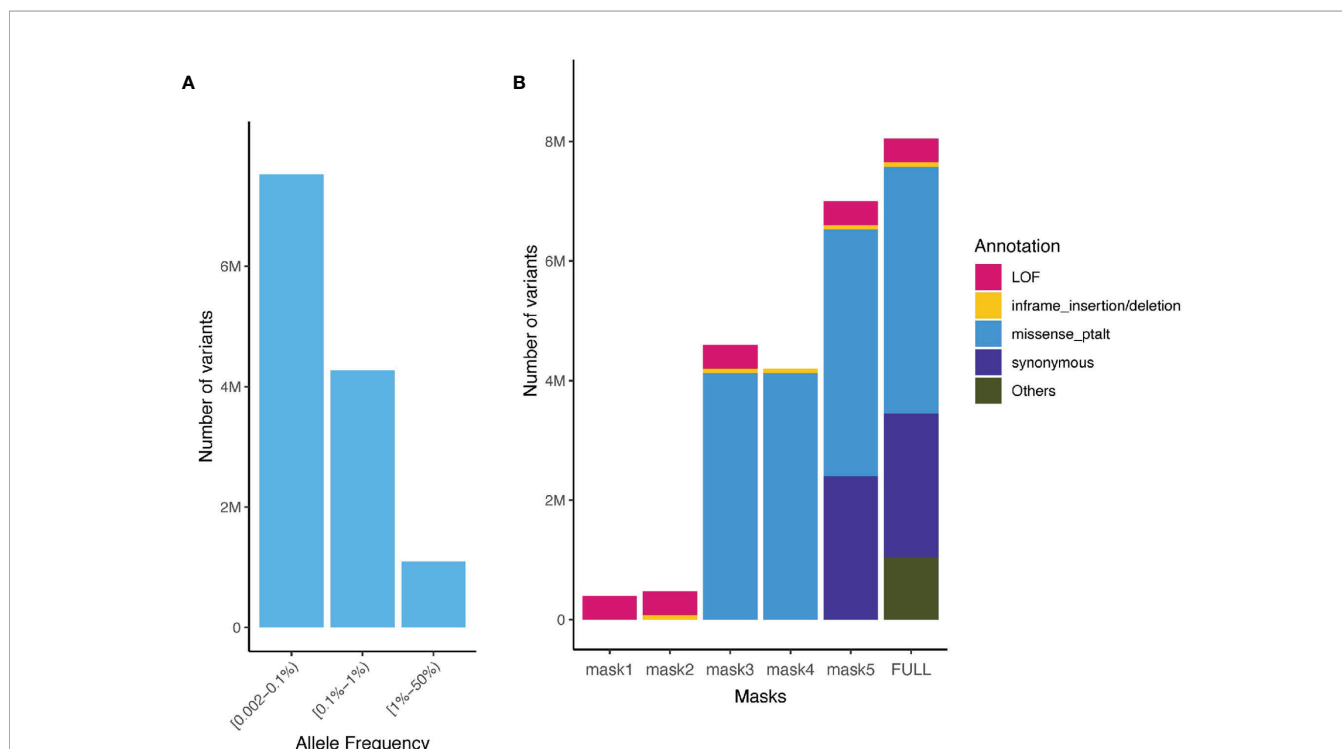 A
Number of variants
6M
4M
2M
0
[0.002−0.1%)
[0.1%−1%)
[1%−50%)
Allele Frequency
B
Number of variants
8M
6M
4M
2M
0
mask1
mask2
mask3
mask4
mask5
FULL
Masks
Annotation
LOF
inframe_insertion/deletion
missense_ptalt
synonymous
Others